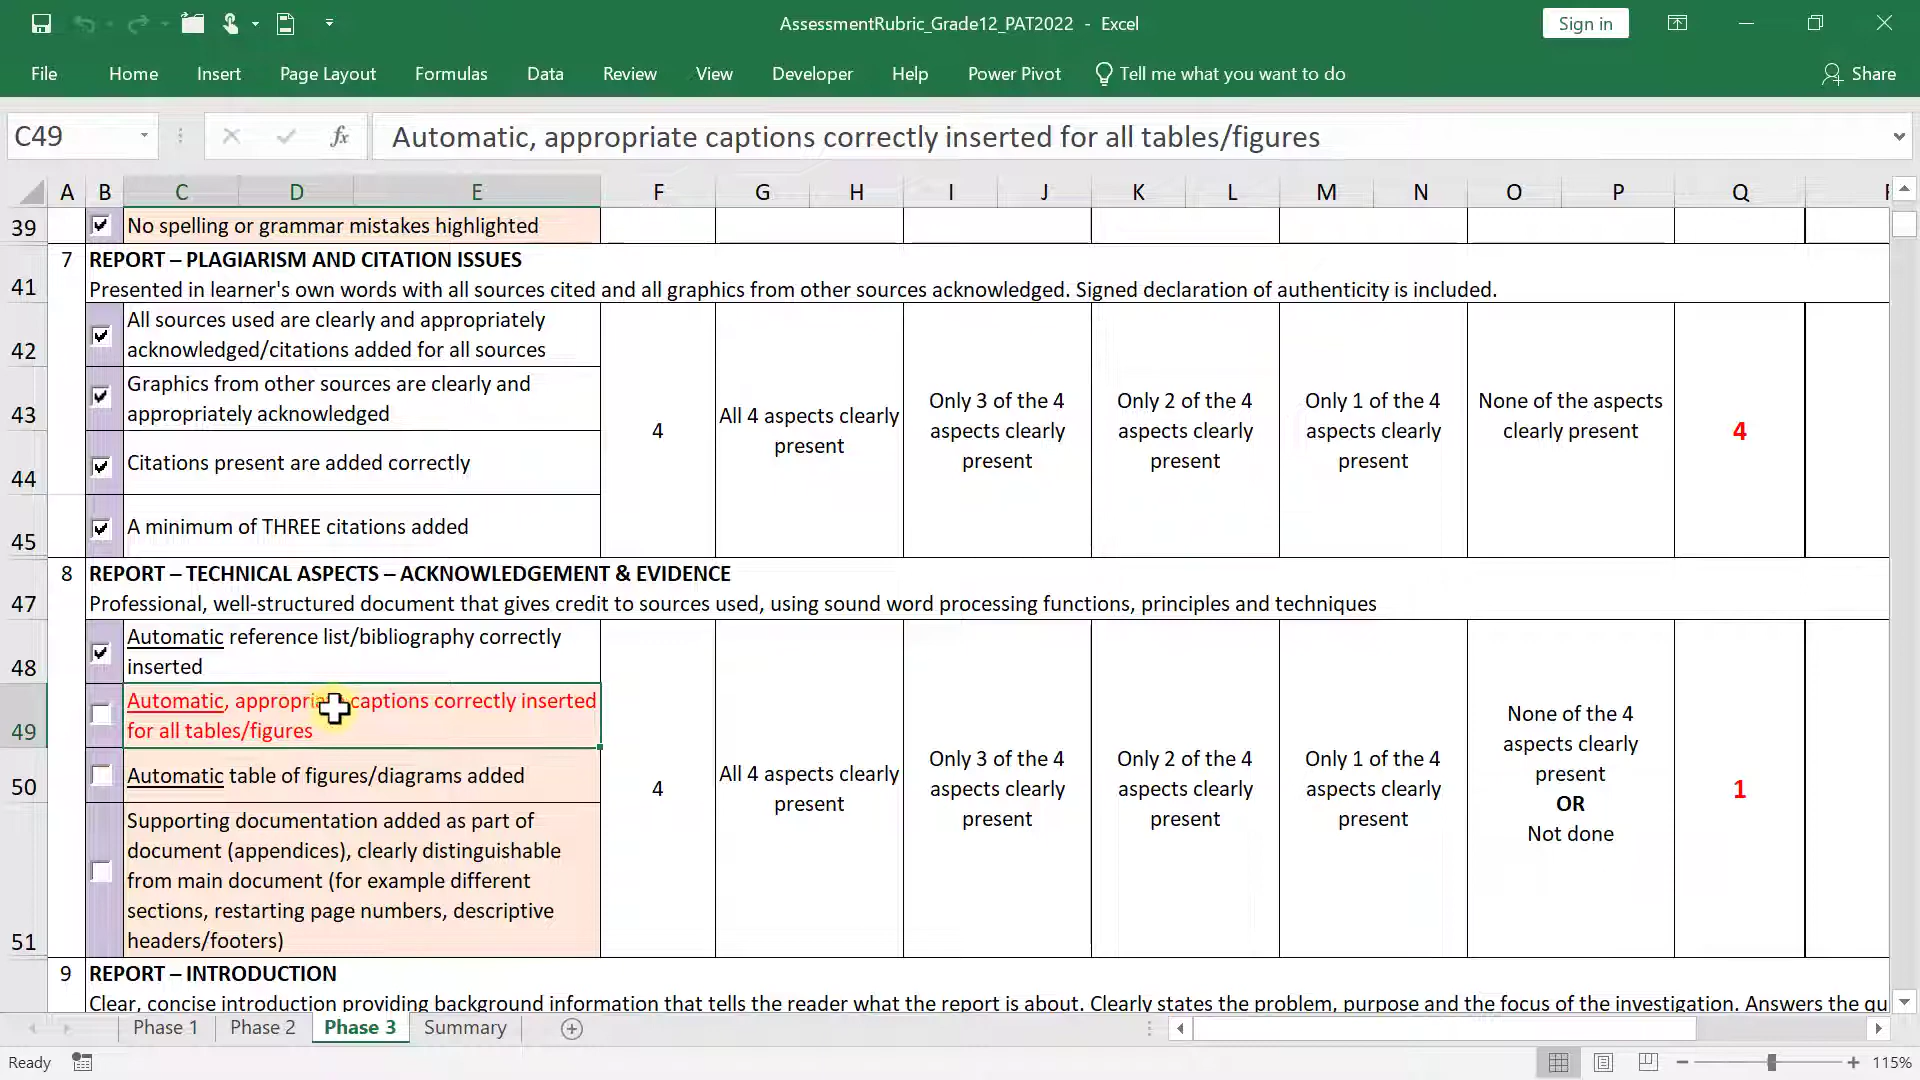 AssessmentRubric_Grade12_PAT2022 - Excel
Sign in
File Home Insert Page Layout Formulas Data Review View Developer Help Power Pivot Tell me what you want to do Share
C49 fx Automatic, appropriate captions correctly inserted for all tables/figures
A B C D E F G H I J K L M N O P Q
39 No spelling or grammar mistakes highlighted
7 REPORT – PLAGIARISM AND CITATION ISSUES
41 Presented in learner's own words with all sources cited and all graphics from other sources acknowledged. Signed declaration of authenticity is included.
42 All sources used are clearly and appropriately
acknowledged/citations added for all sources
43 Graphics from other sources are clearly and
appropriately acknowledged
44 Citations present are added correctly
45 A minimum of THREE citations added
4
All 4 aspects clearly
present
Only 3 of the 4
aspects clearly
present
Only 2 of the 4
aspects clearly
present
Only 1 of the 4
aspects clearly
present
None of the aspects
clearly present
4
8 REPORT – TECHNICAL ASPECTS – ACKNOWLEDGEMENT & EVIDENCE
47 Professional, well-structured document that gives credit to sources used, using sound word processing functions, principles and techniques
48 Automatic reference list/bibliography correctly
inserted
49 Automatic, appropriate captions correctly inserted
for all tables/figures
50 Automatic table of figures/diagrams added
51 Supporting documentation added as part of
document (appendices), clearly distinguishable
from main document (for example different
sections, restarting page numbers, descriptive
headers/footers)
4
All 4 aspects clearly
present
Only 3 of the 4
aspects clearly
present
Only 2 of the 4
aspects clearly
present
Only 1 of the 4
aspects clearly
present
None of the 4
aspects clearly
present
OR
Not done
1
9 REPORT – INTRODUCTION
Clear, concise introduction providing background information that tells the reader what the report is about. Clearly states the problem, purpose and the focus of the investigation. Answers the qu
Phase 1 Phase 2 Phase 3 Summary
Ready 115%